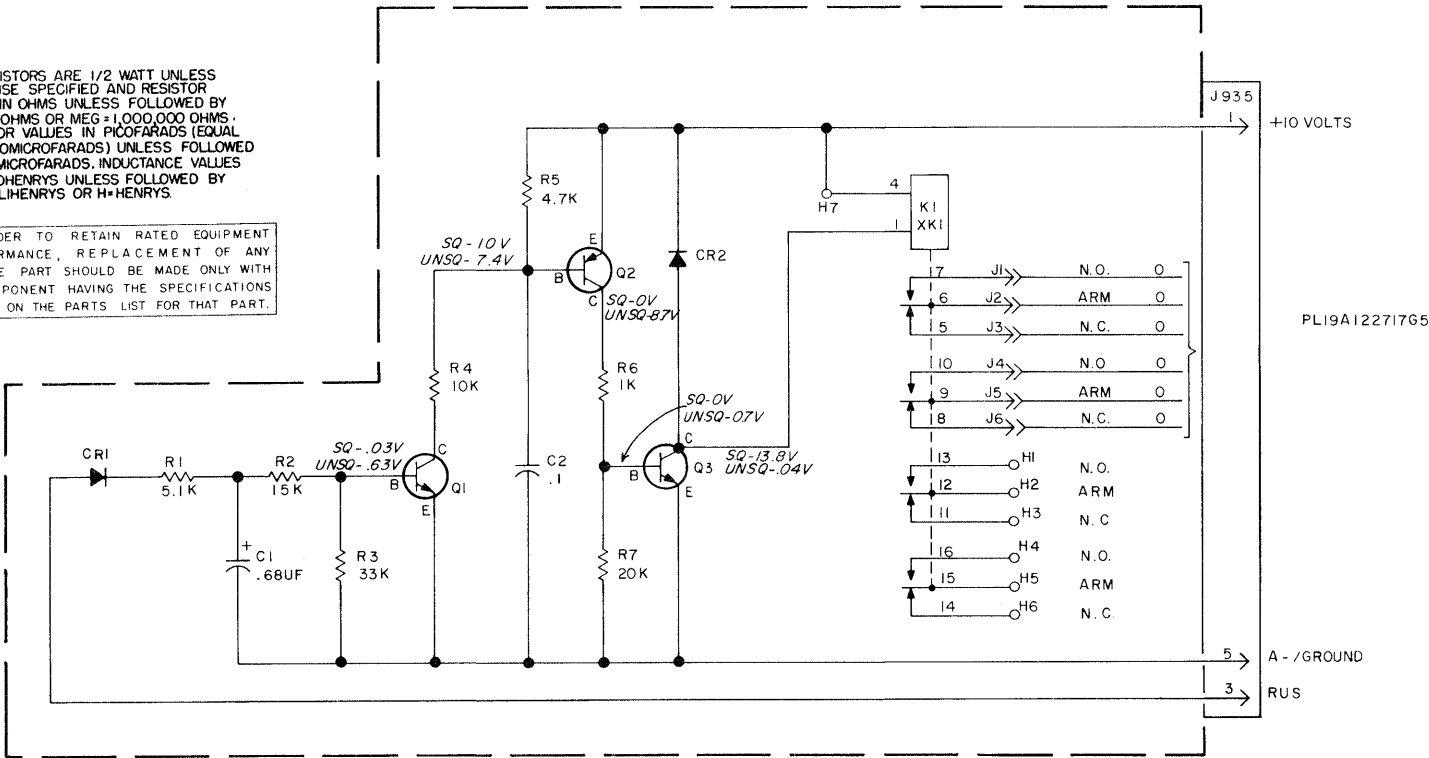 ISTORS ARE 1/2 WATT UNLESS
ISE SPECIFIED AND RESISTOR
IN OHMS UNLESS FOLLOWED BY
OHMS OR MEG = 1,000,000 OHMS.
OR VALUES IN PICOFARADS (EQUAL
OMICROFARADS) UNLESS FOLLOWED
MICROFARADS. INDUCTANCE VALUES
OHENRYS UNLESS FOLLOWED BY
LIHENRYS OR H=HENRYS.
DER TO RETAIN RATED EQUIPMENT
RMANCE, REPLACEMENT OF ANY
E PART SHOULD BE MADE ONLY WITH
PONENT HAVING THE SPECIFICATIONS
ON THE PARTS LIST FOR THAT PART.
J935
1
+10 VOLTS
R5
4.7K
H7
4
1
K1
XK1
SQ-10V
UNSQ-7.4V
E
B
C
Q2
SQ-0V
UNSQ-8.7V
CR2
7 J1 N.O. O
6 J2 ARM O
5 J3 N.C. O
10 J4 N.O O
9 J5 ARM O
8 J6 N.C. O
PL19A122717G5
R4
10K
R6
1K
SQ-0V
UNSQ-0.7V
C
B
E
Q3
SQ-13.8V
UNSQ-.04V
13 H1 N.O.
12 H2 ARM
11 H3 N.C
16 H4 N.O.
15 H5 ARM
14 H6 N.C.
CR1
R1
5.1K
R2
15K
SQ-.03V
UNSQ-.63V
C
B
E
Q1
C2
.1
+
C1
.68UF
R3
33K
R7
20K
5
A-/GROUND
3
RUS